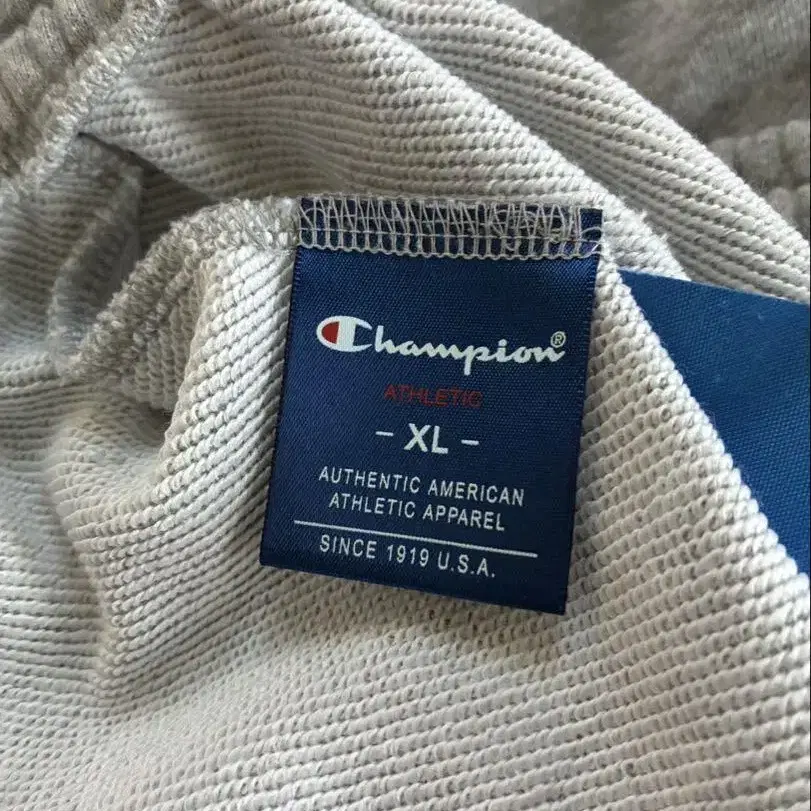 Champion®
ATHLETIC
- XL -
AUTHENTIC AMERICAN
ATHLETIC APPAREL
SINCE 1919 U.S.A.